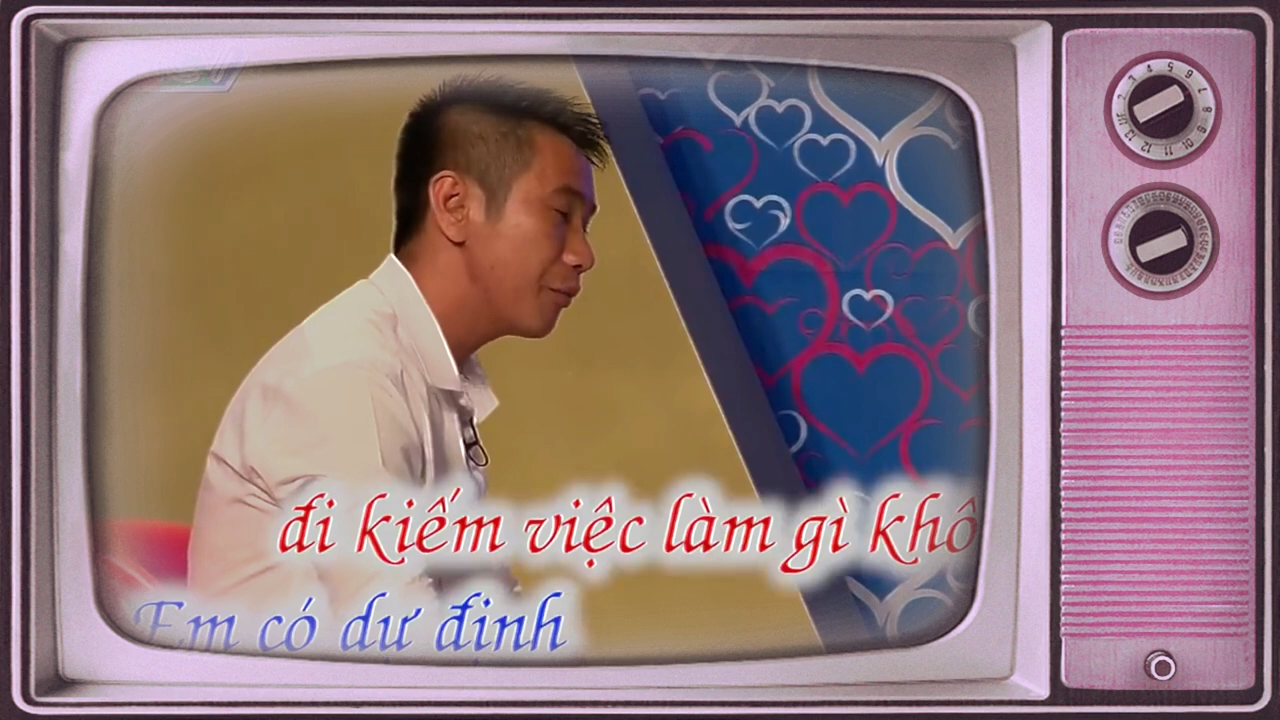 đi kiếm việc làm gì khô
Em có dự định